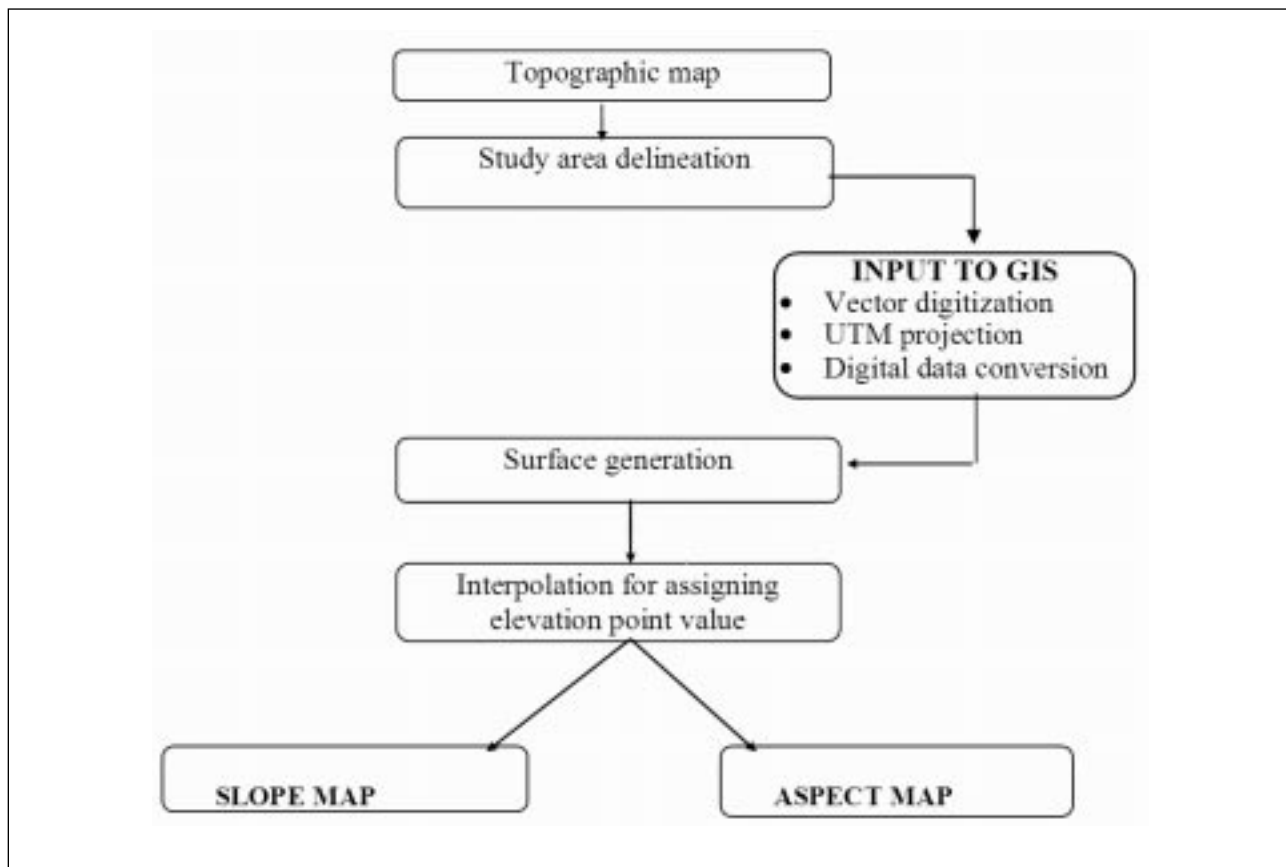 Topographic map
Study area delineation
INPUT TO GIS
• Vector digitization
• UTM projection
• Digital data conversion
Surface generation
Interpolation for assigning
elevation point value
SLOPE MAP
ASPECT MAP